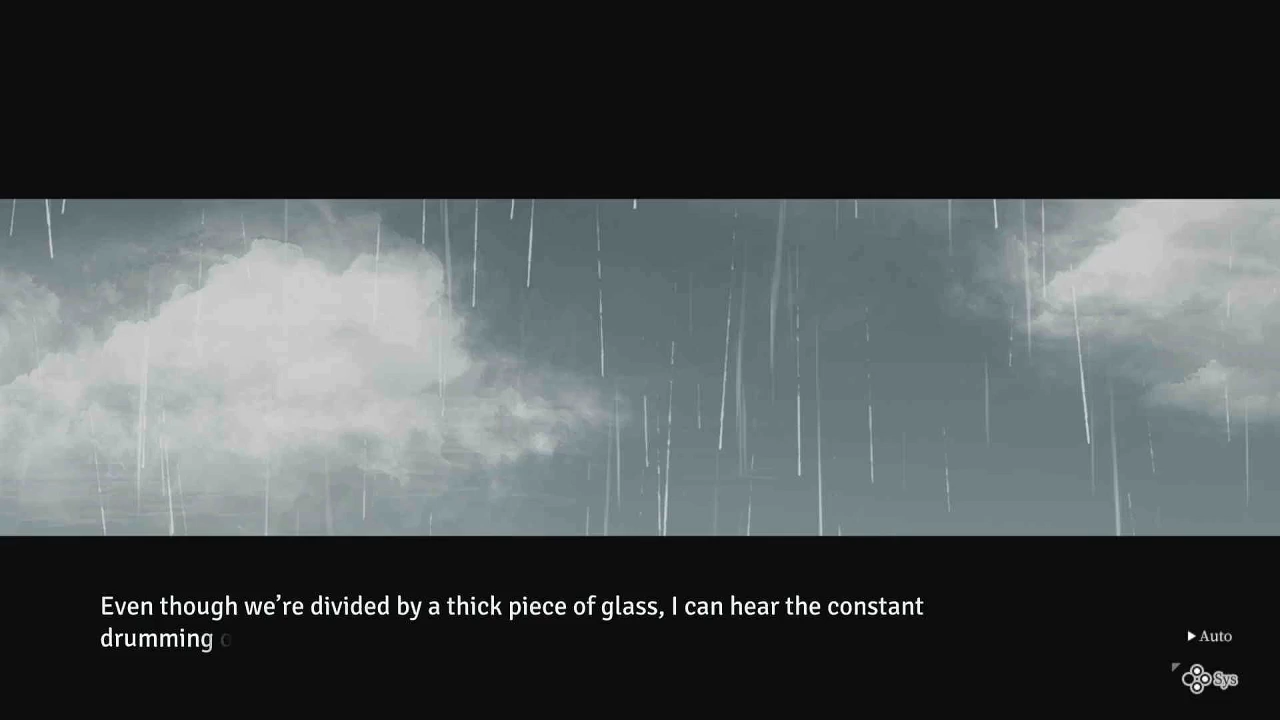 Even though we’re divided by a thick piece of glass, I can hear the constant
drumming
Auto
Sys